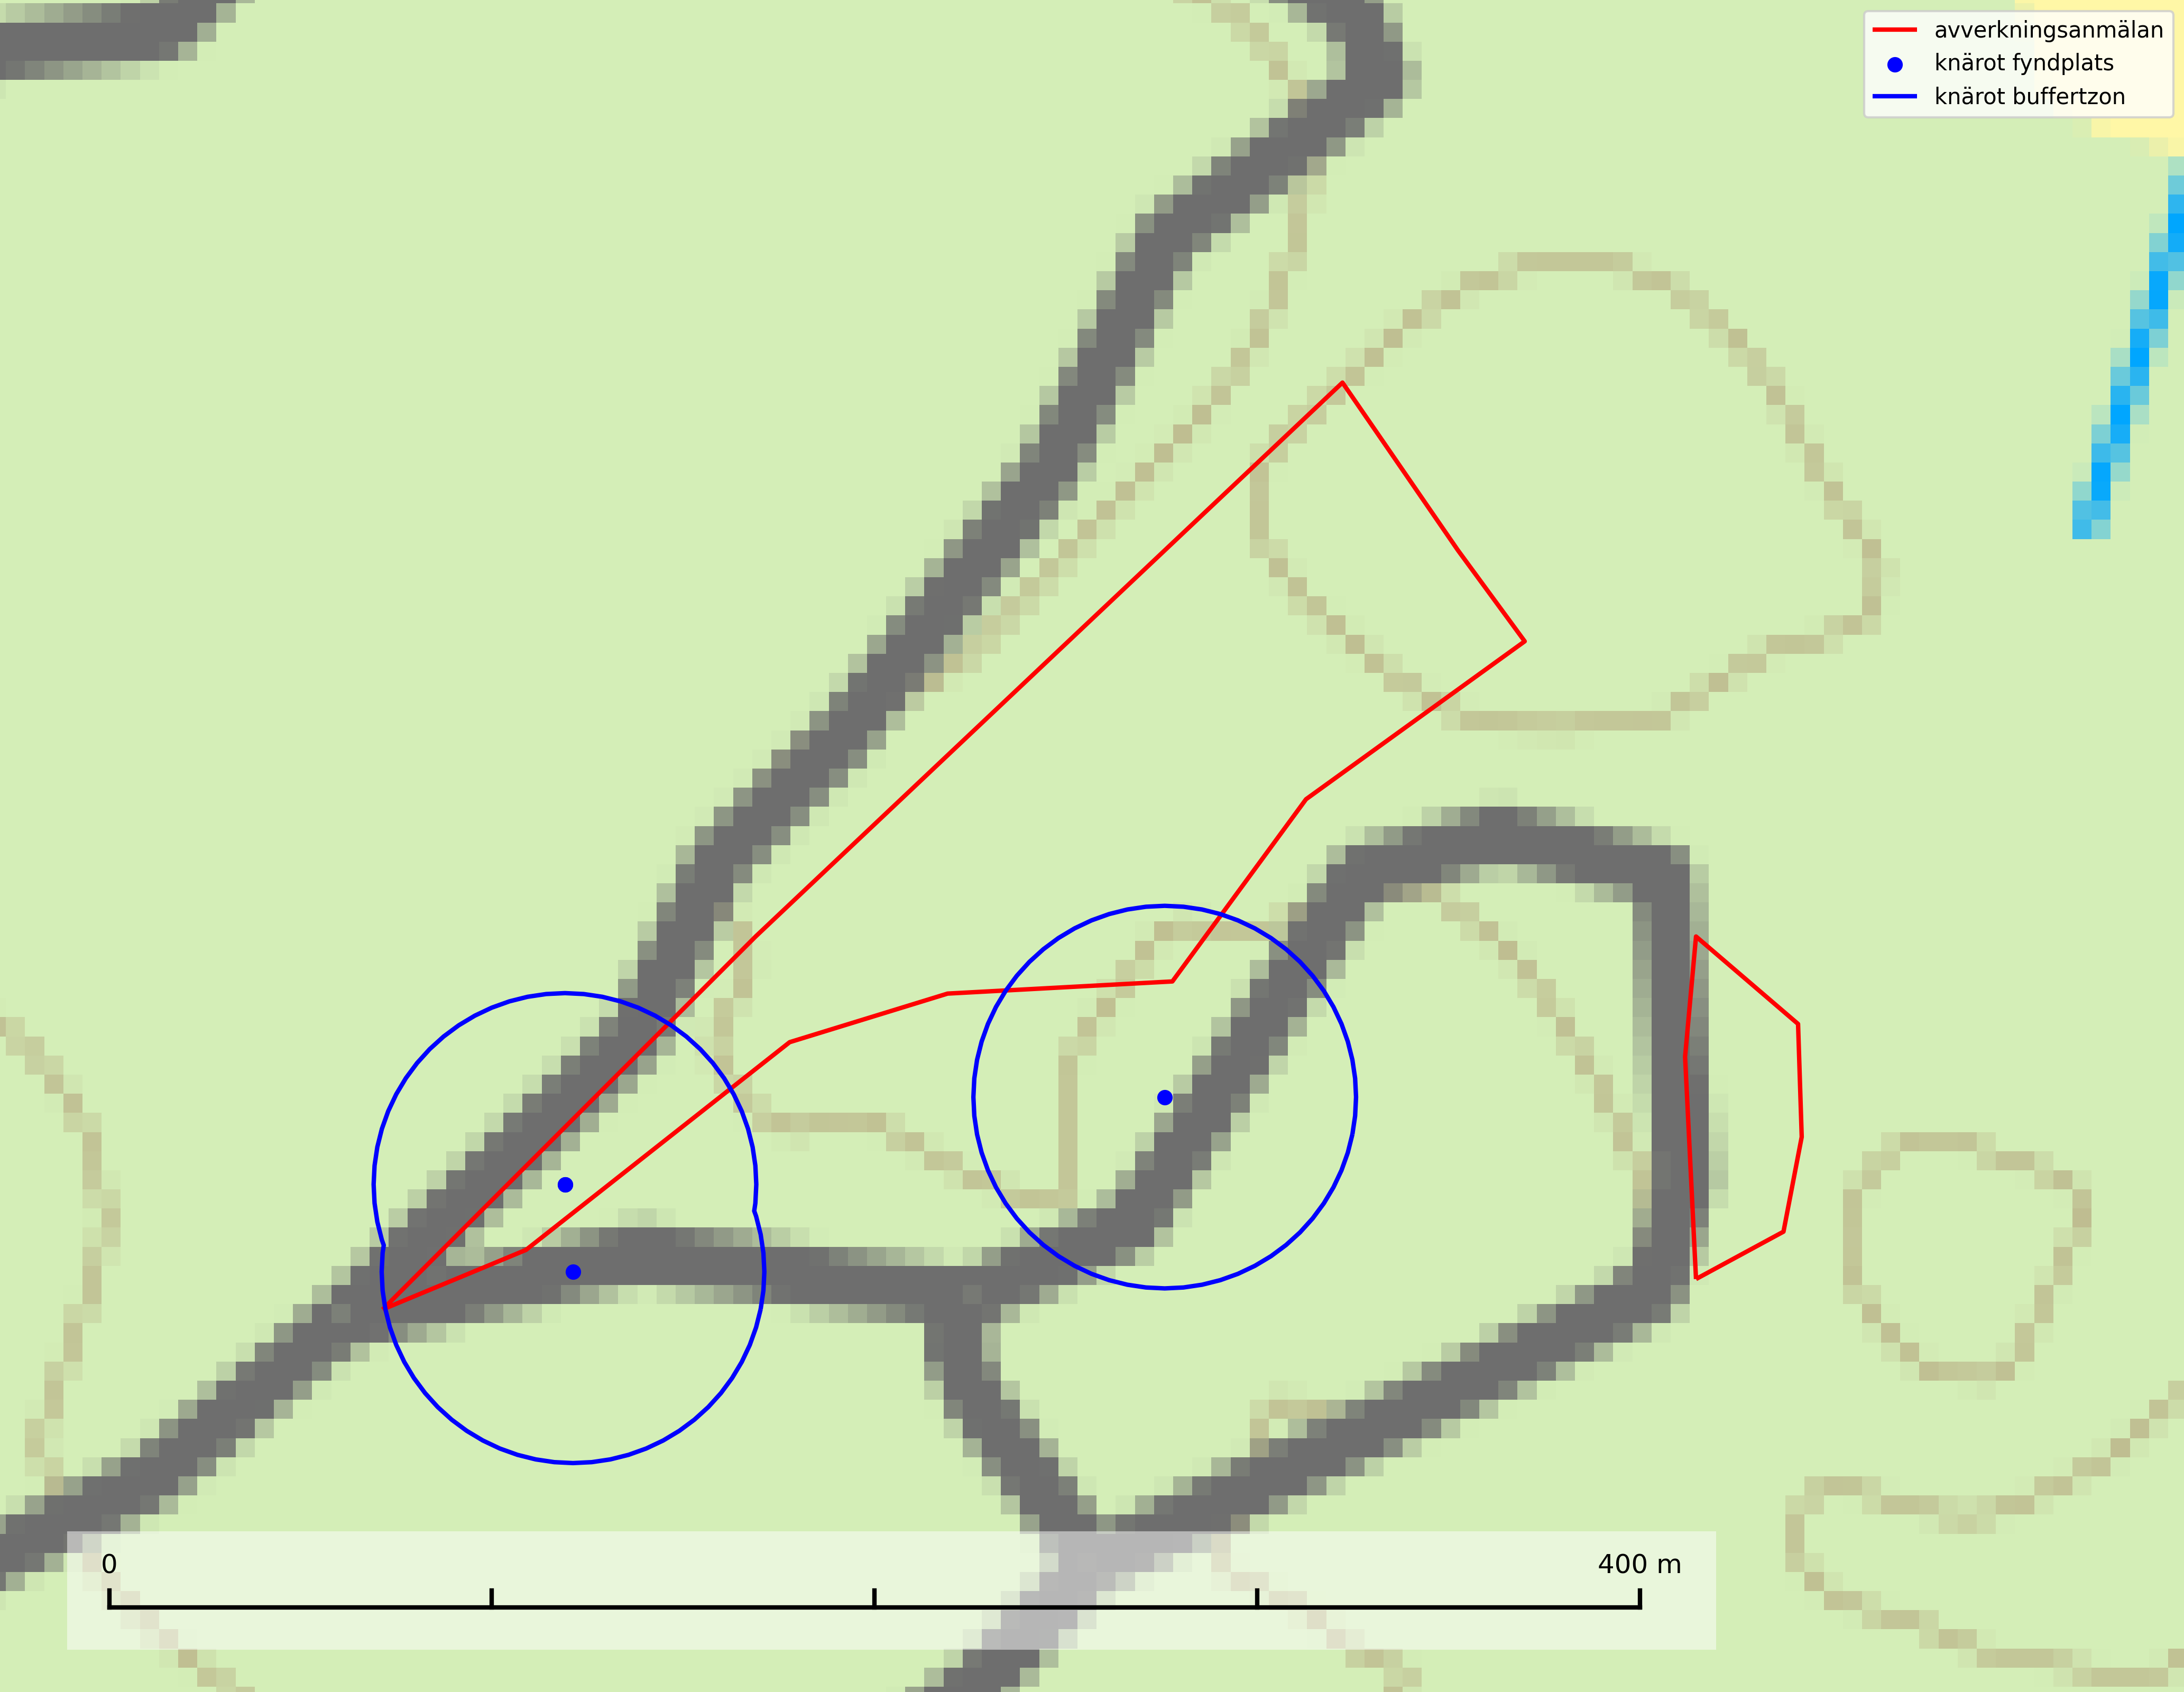 avverkningsanmälan
knärot fyndplats
knärot buffertzon
0 400 m